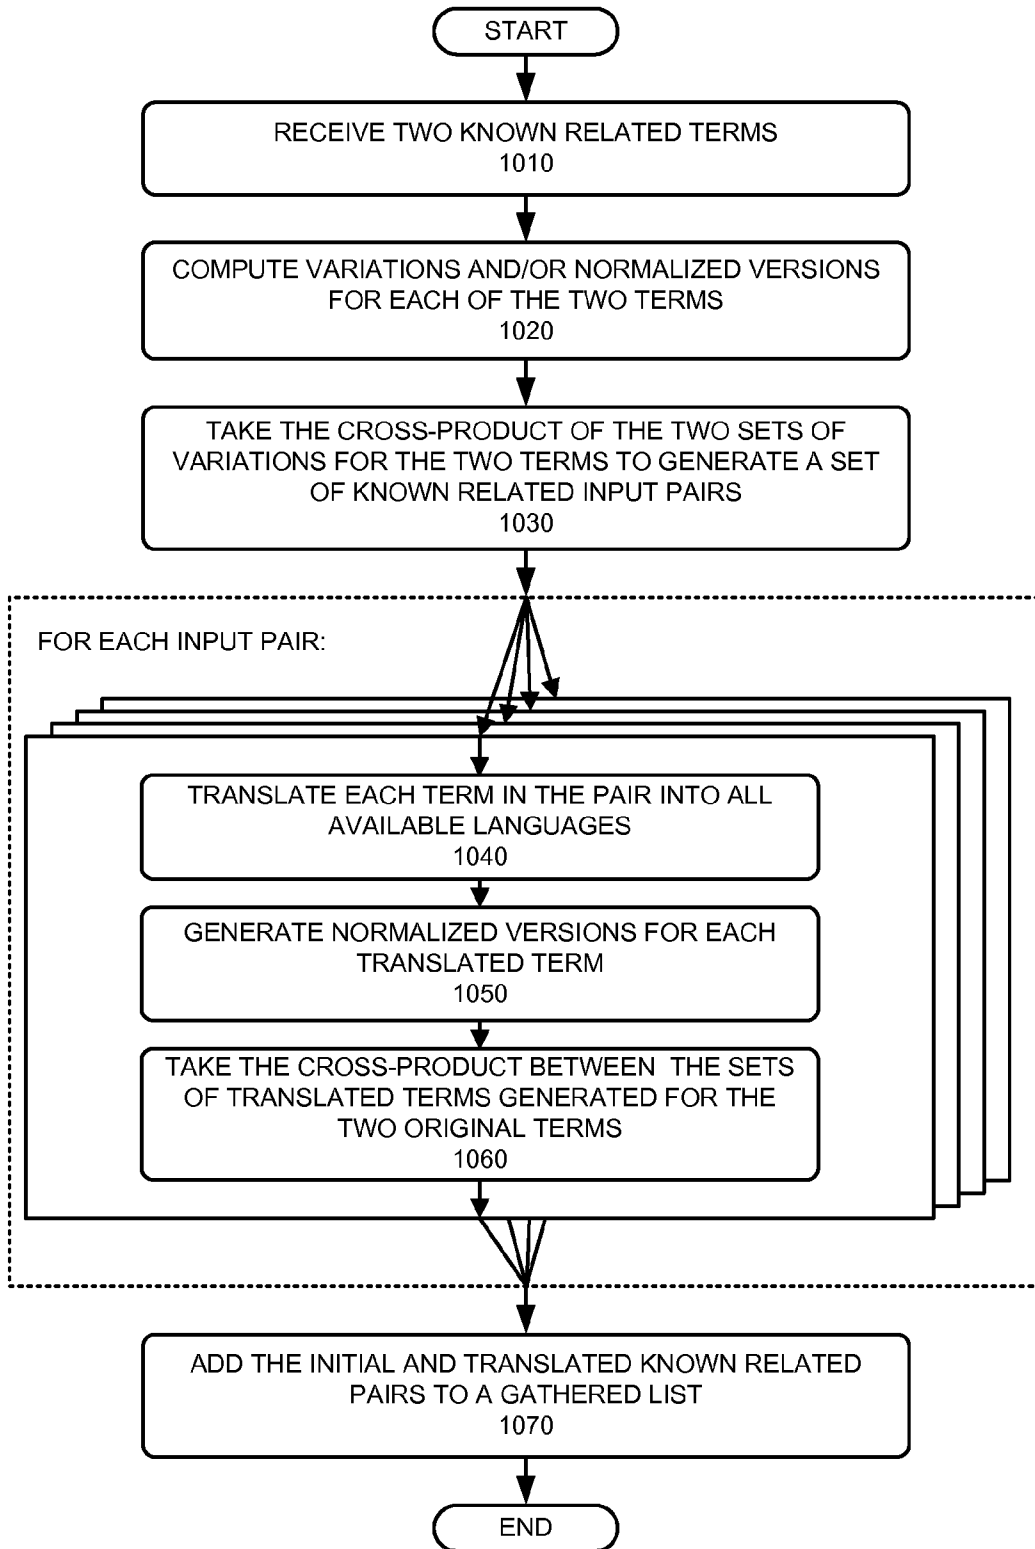 START
RECEIVE TWO KNOWN RELATED TERMS
1010
COMPUTE VARIATIONS AND/OR NORMALIZED VERSIONS
FOR EACH OF THE TWO TERMS
1020
TAKE THE CROSS-PRODUCT OF THE TWO SETS OF
VARIATIONS FOR THE TWO TERMS TO GENERATE A SET
OF KNOWN RELATED INPUT PAIRS
1030
FOR EACH INPUT PAIR:
TRANSLATE EACH TERM IN THE PAIR INTO ALL
AVAILABLE LANGUAGES
1040
GENERATE NORMALIZED VERSIONS FOR EACH
TRANSLATED TERM
1050
TAKE THE CROSS-PRODUCT BETWEEN THE SETS
OF TRANSLATED TERMS GENERATED FOR THE
TWO ORIGINAL TERMS
1060
ADD THE INITIAL AND TRANSLATED KNOWN RELATED
PAIRS TO A GATHERED LIST
1070
END